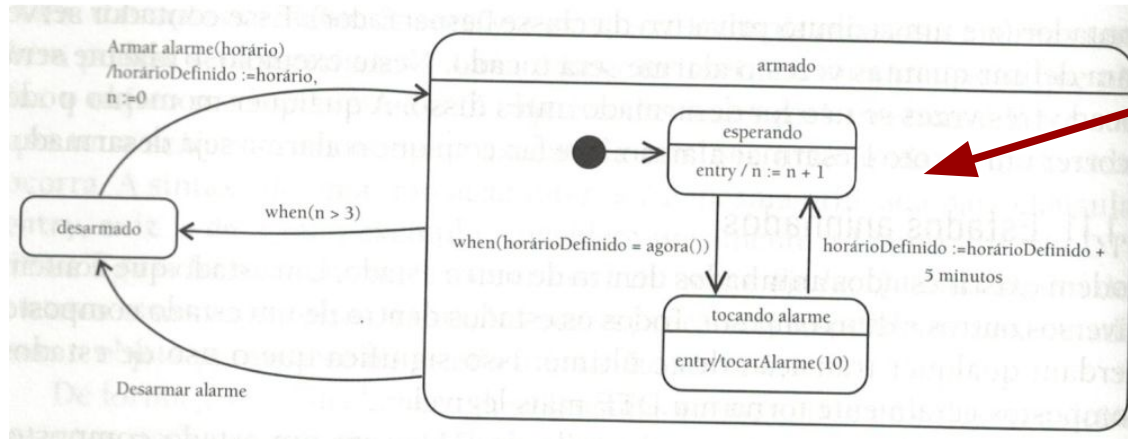 Armar alarme(horário)
/horárioDefinido :=horário,
n :=0
armado
esperando
entry / n := n + 1
when(n > 3)
desarmado
when(horárioDefinido = agora())
horárioDefinido :=horárioDefinido +
5 minutos
tocando alarme
entry/tocarAlarme(10)
Desarmar alarme